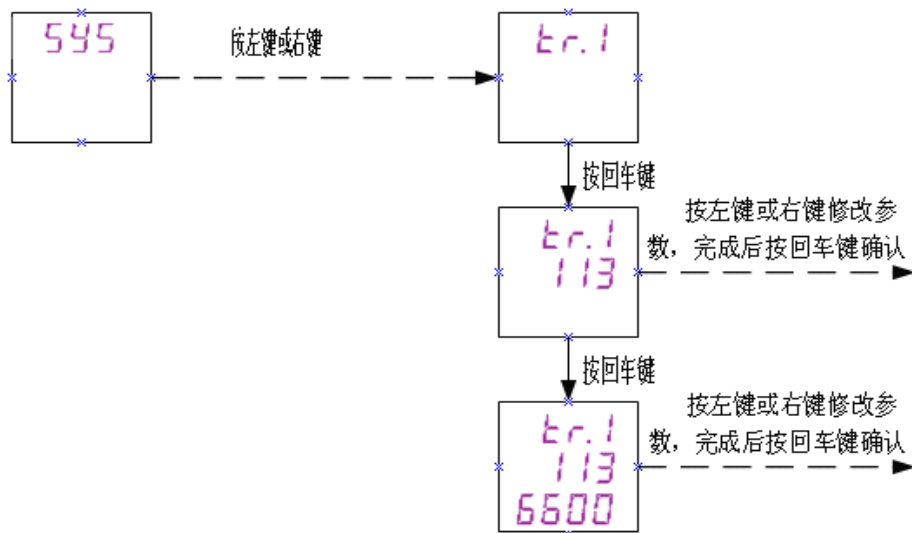 SYS
按左键或右键
tr.1
按回车键
tr.1
113
按左键或右键修改参
数，完成后按回车键确认
按回车键
tr.1
113
6600
按左键或右键修改参
数，完成后按回车键确认